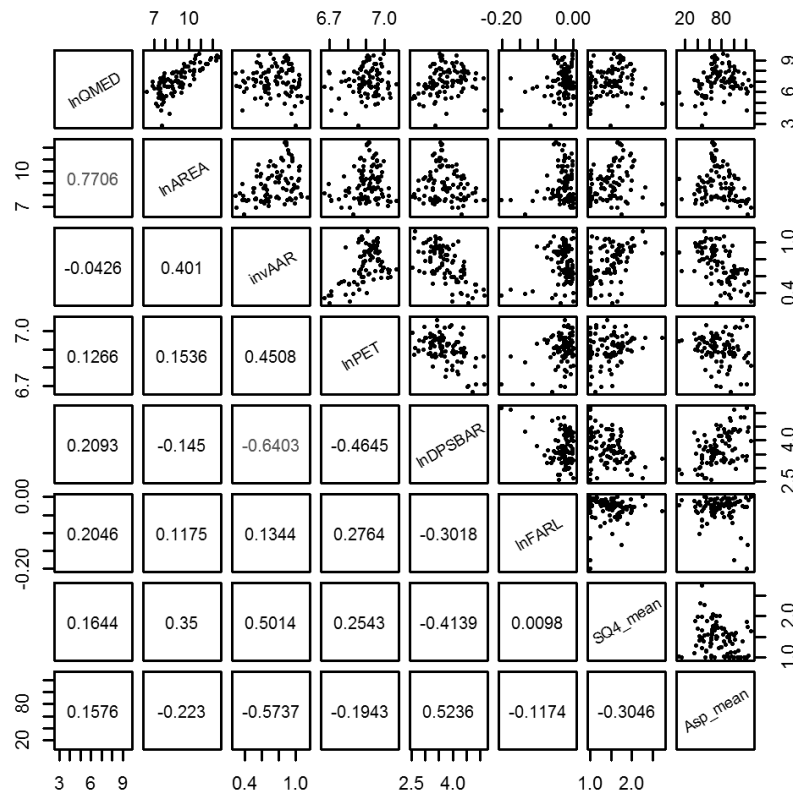 7 10 6.7 7.0 -0.20 0.00 20 80
lnQMED 3 6 9
7 10 0.7706 lnAREA
-0.0426 0.401 invAAR 0.4 1.0
6.7 7.0 0.1266 0.1536 0.4508 lnPET
0.2093 -0.145 -0.6403 -0.4645 lnDPSBAR 2.5 4.0
-0.20 0.00 0.2046 0.1175 0.1344 0.2764 -0.3018 lnFARL
0.1644 0.35 0.5014 0.2543 -0.4139 0.0098 SQ4_mean 1.0 2.0
20 80 0.1576 -0.223 -0.5737 -0.1943 0.5236 -0.1174 -0.3046 Asp_mean
3 6 9 0.4 1.0 2.5 4.0 1.0 2.0